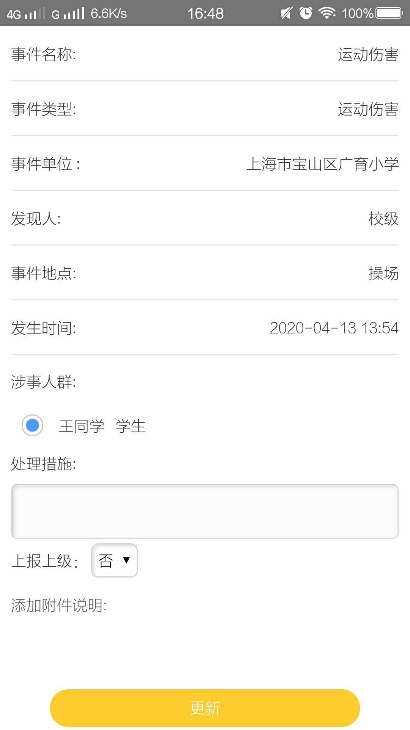 4G G 6.6K/s 16:48 100%
事件名称: 运动伤害
事件类型: 运动伤害
事件单位 : 上海市宝山区广育小学
发现人: 校级
事件地点: 操场
发生时间: 2020-04-13 13:54
涉事人群:
王同学 学生
处理措施:
上报上级: 否
添加附件说明:
更新